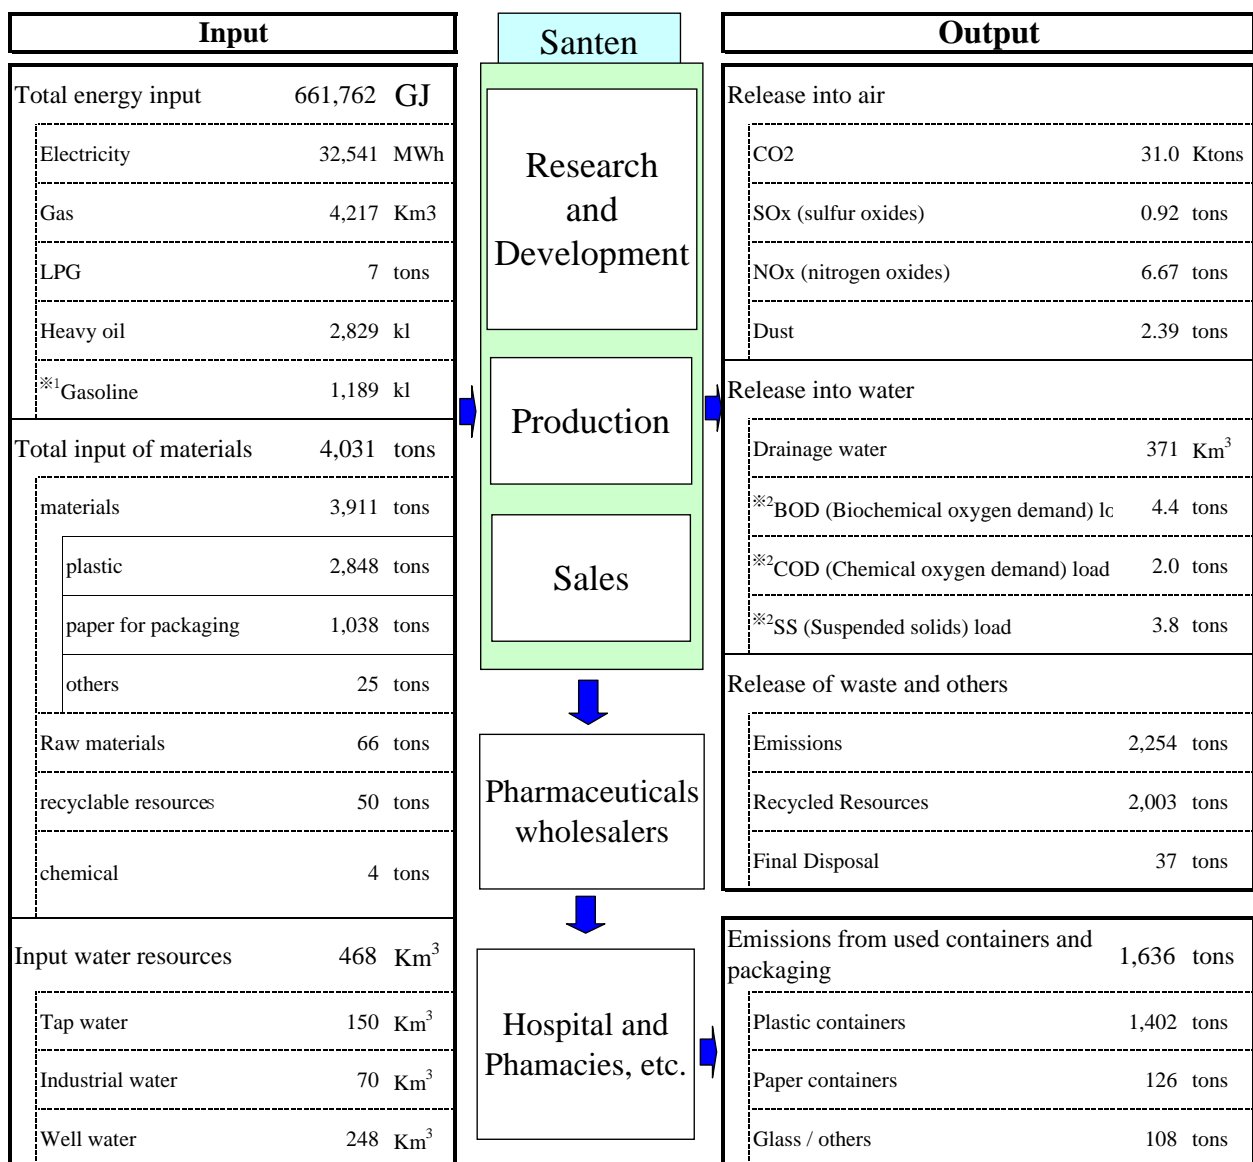 Input
Total energy input 661,762 GJ
Electricity 32,541 MWh
Gas 4,217 Km3
LPG 7 tons
Heavy oil 2,829 kl
※1Gasoline 1,189 kl
Total input of materials 4,031 tons
materials 3,911 tons
plastic 2,848 tons
paper for packaging 1,038 tons
others 25 tons
Raw materials 66 tons
recyclable resources 50 tons
chemical 4 tons
Input water resources 468 Km³
Tap water 150 Km³
Industrial water 70 Km³
Well water 248 Km³
Santen
Research
and
Development
Production
Sales
Pharmaceuticals
wholesalers
Hospital and
Phamacies, etc.
Output
Release into air
CO2 31.0 Ktons
SOx (sulfur oxides) 0.92 tons
NOx (nitrogen oxides) 6.67 tons
Dust 2.39 tons
Release into water
Drainage water 371 Km³
※2BOD (Biochemical oxygen demand) lo 4.4 tons
※2COD (Chemical oxygen demand) load 2.0 tons
※2SS (Suspended solids) load 3.8 tons
Release of waste and others
Emissions 2,254 tons
Recycled Resources 2,003 tons
Final Disposal 37 tons
Emissions from used containers and
packaging 1,636 tons
Plastic containers 1,402 tons
Paper containers 126 tons
Glass / others 108 tons